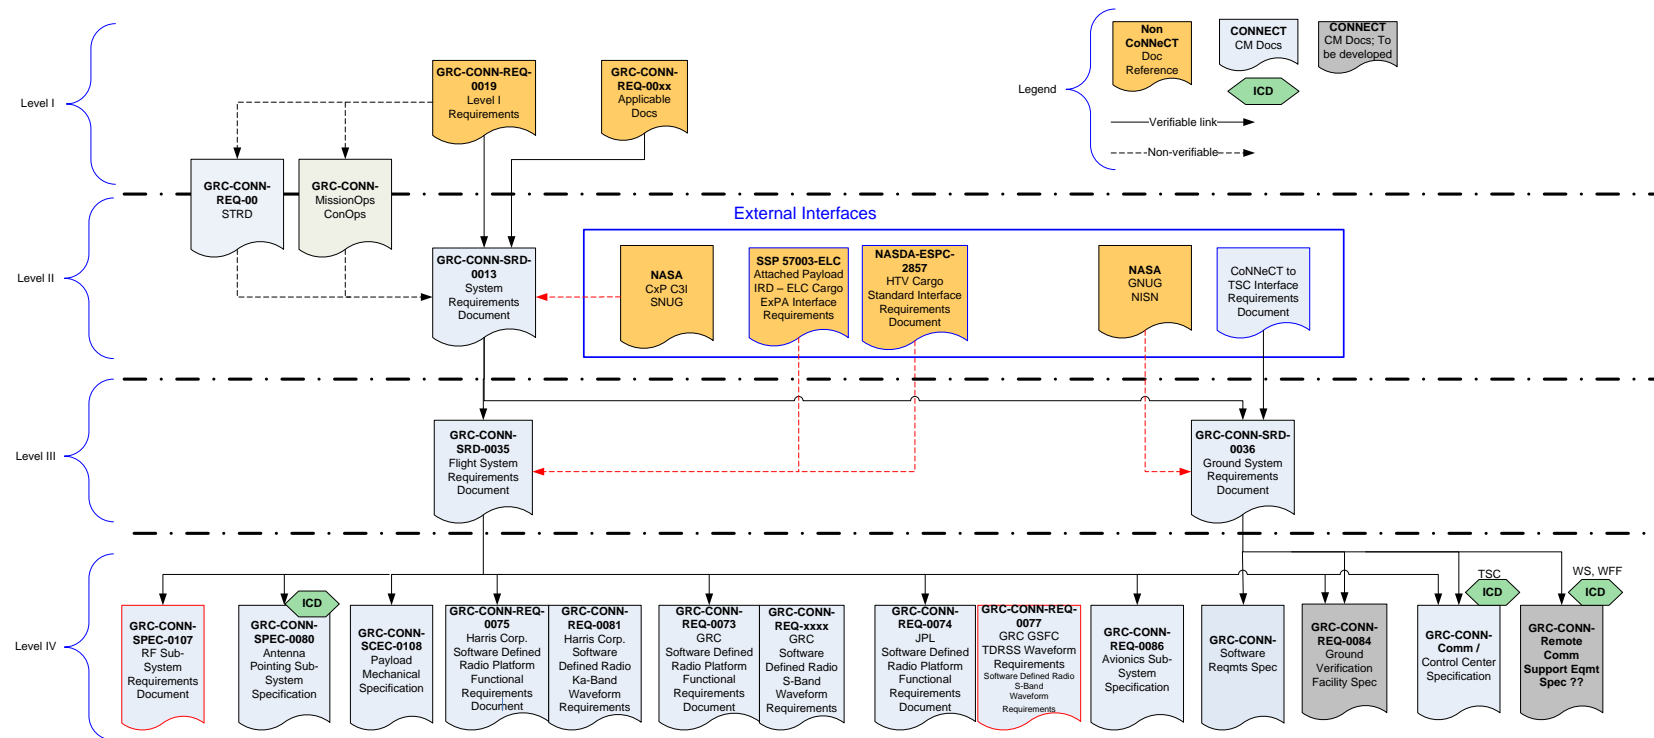 Level I
GRC-CONN-REQ-
0019
Level I
Requirements
GRC-CONN-
REQ-00xx
Applicable
Docs
Legend
Non
CoNNeCT
Doc
Reference
CONNECT
CM Docs
CONNECT
CM Docs; To
be developed
ICD
Verifiable link
Non-verifiable
GRC-CONN-
REQ-00
STRD
GRC-CONN-
MissionOps
ConOps
Level II
External Interfaces
GRC-CONN-SRD-
0013
System
Requirements
Document
NASA
CxP C3I
SNUG
SSP 57003-ELC
Attached Payload
IRD – ELC Cargo
ExPA Interface
Requirements
NASDA-ESPC-
2857
HTV Cargo
Standard Interface
Requirements
Document
NASA
GNUG
NISN
CoNNeCT to
TSC Interface
Requirements
Document
Level III
GRC-CONN-
SRD-0035
Flight System
Requirements
Document
GRC-CONN-SRD-
0036
Ground System
Requirements
Document
Level IV
GRC-CONN-
SPEC-0107
RF Sub-
System
Requirements
Document
ICD
GRC-CONN-
SPEC-0080
Antenna
Pointing Sub-
System
Specification
GRC-CONN-
SCEC-0108
Payload
Mechanical
Specification
GRC-CONN-REQ-
0075
Harris Corp.
Software Defined
Radio Platform
Functional
Requirements
Document
GRC-CONN-
REQ-0081
Harris Corp.
Software
Defined Radio
Ka-Band
Waveform
Requirements
GRC-CONN-
REQ-0073
GRC
Software Defined
Radio Platform
Functional
Requirements
Document
GRC-CONN-
REQ-xxxx
GRC
Software
Defined Radio
S-Band
Waveform
Requirements
GRC-CONN-
REQ-0074
JPL
Software Defined
Radio Platform
Functional
Requirements
Document
GRC-CONN-REQ-
0077
GRC GSFC
TDRSS Waveform
Requirements
Software Defined Radio
S-Band
Waveform
Requirements
GRC-CONN-
REQ-0086
Avionics Sub-
System
Specification
GRC-CONN-
Software
Reqmts Spec
GRC-CONN-
REQ-0084
Ground
Verification
Facility Spec
TSC
ICD
GRC-CONN-
Comm /
Control Center
Specification
WS, WFF
ICD
GRC-CONN-
Remote
Comm
Support Eqmt
Spec ??